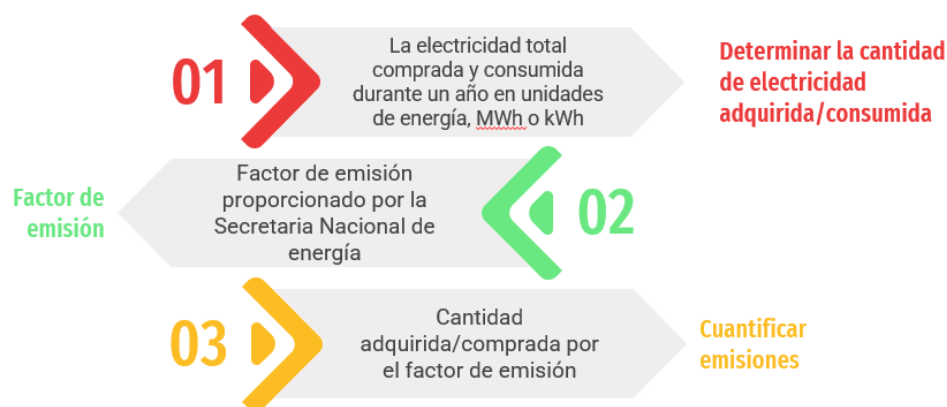 01
La electricidad total
comprada y consumida
durante un año en unidades
de energía, MWh o kWh
Determinar la cantidad
de electricidad
adquirida/consumida
Factor de
emisión
Factor de emisión
proporcionado por la
Secretaria Nacional de
energía
02
03
Cantidad
adquirida/comprada por
el factor de emisión
Cuantificar
emisiones